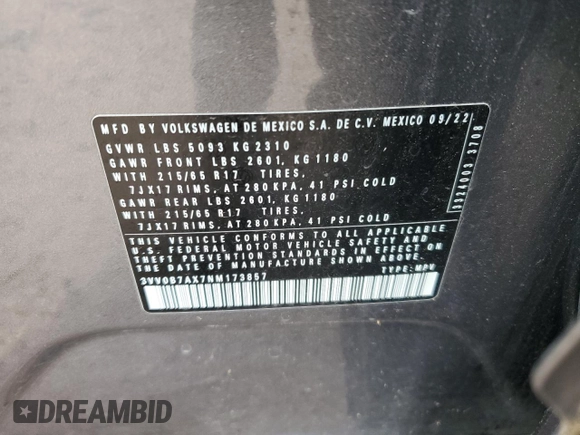 MFD BY VOLKSWAGEN DE MEXICO S.A. DE C.V. MEXICO 09/22
GVWR LBS 5093 KG 2310
GAWR FRONT LBS 2601, KG 1180
WITH 215/65 R17 TIRES,
7JX17 RIMS, AT 280 KPA, 41 PSI COLD
GAWR REAR LBS 2601, KG 1180
WITH 215/65 R17 TIRES,
7JX17 RIMS, AT 280 KPA, 41 PSI COLD
THIS VEHICLE CONFORMS TO ALL APPLICABLE
U.S. FEDERAL MOTOR VEHICLE SAFETY AND
THEFT PREVENTION STANDARDS IN EFFECT ON
THE DATE OF MANUFACTURE SHOWN ABOVE.
3VV0B7AX7NM173857 TYPE: MPV
3324003 3708
DREAMBID